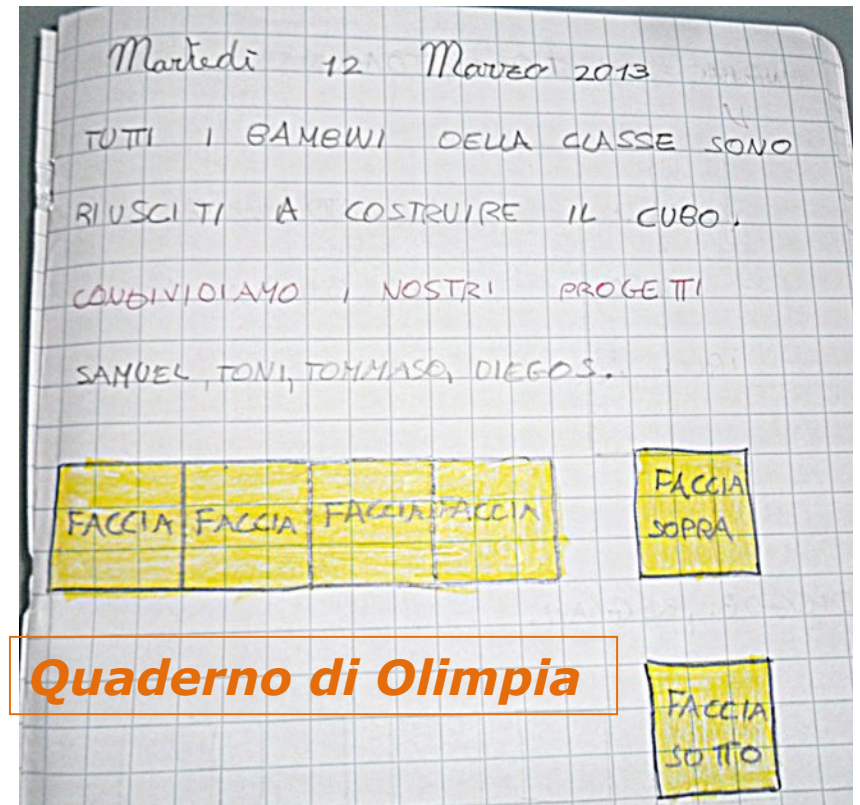 Martedì 12 Marzo 2013
TUTTI I BAMBINI DELLA CLASSE SONO
RIUSCITI A COSTRUIRE IL CUBO.
CONDIVIDIAMO I NOSTRI PROGETTI
SAMUEL, TONI, TOMMASO, DIEGO S.
FACCIA FACCIA FACCIA FACCIA
FACCIA
SOPRA
Quaderno di Olimpia
FACCIA
SOTTO